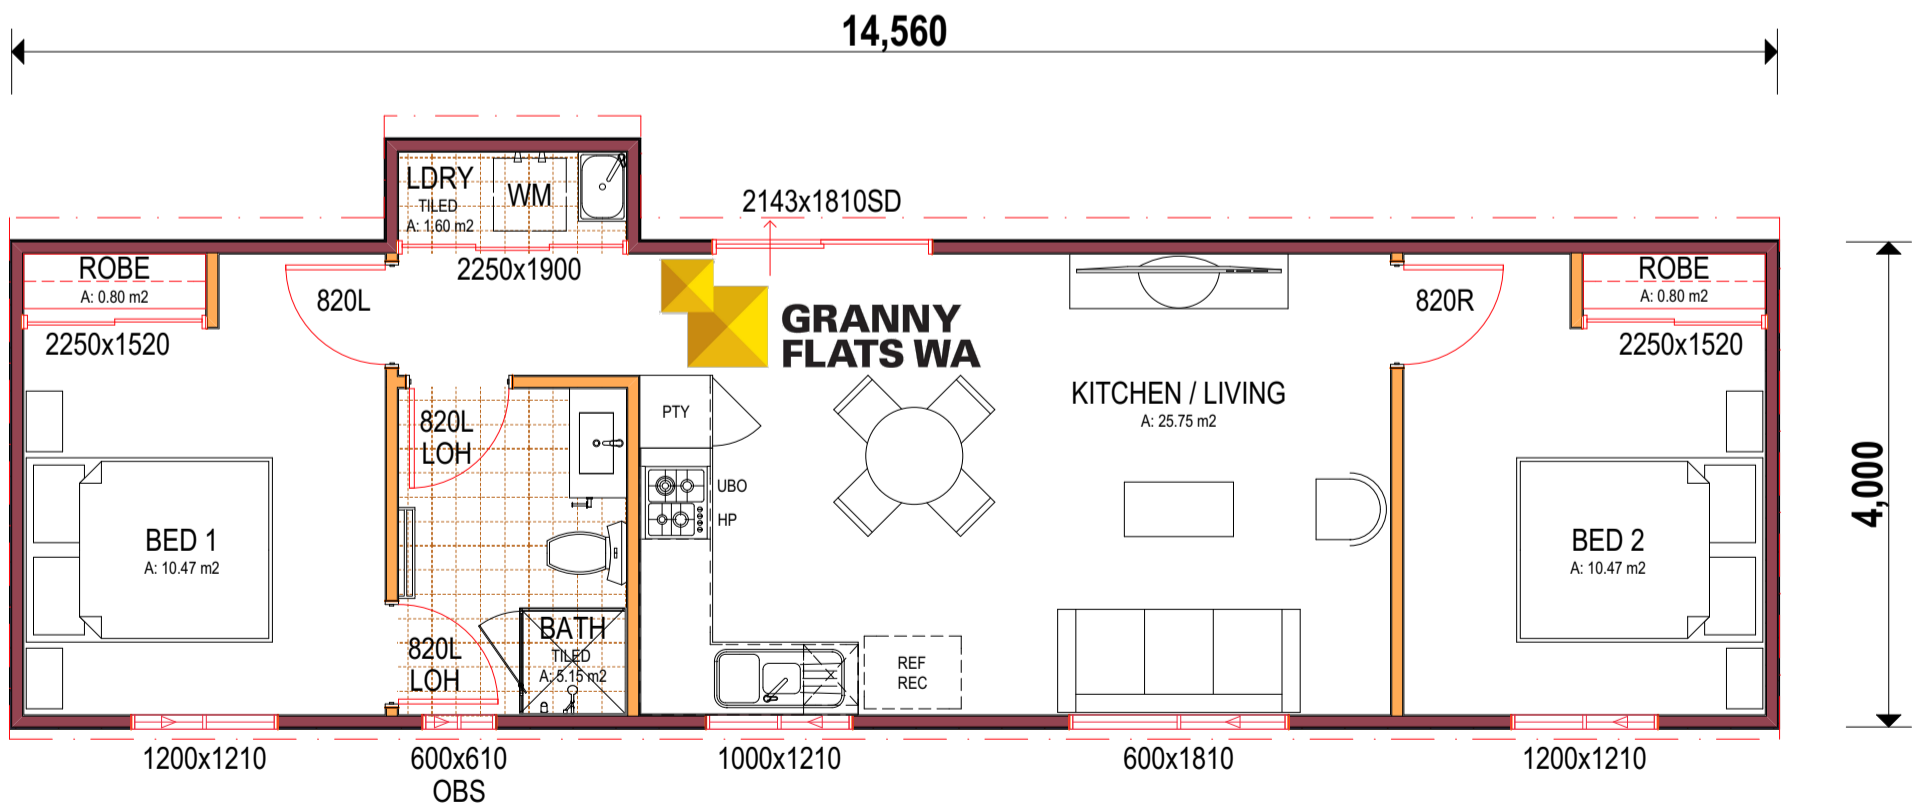 14,560
LDRY
TILED
A: 1.60 m2
WM
2143x1810SD
ROBE
A: 0.80 m2
2250x1520
820L
2250x1900
GRANNY
FLATS WA
820R
ROBE
A: 0.80 m2
2250x1520
KITCHEN / LIVING
A: 25.75 m2
PTY
820L
LOH
UBO
HP
4,000
BED 1
A: 10.47 m2
BED 2
A: 10.47 m2
820L
LOH
BATH
TILED
A: 5.15 m2
REF
REC
1200x1210
600x610
OBS
1000x1210
600x1810
1200x1210